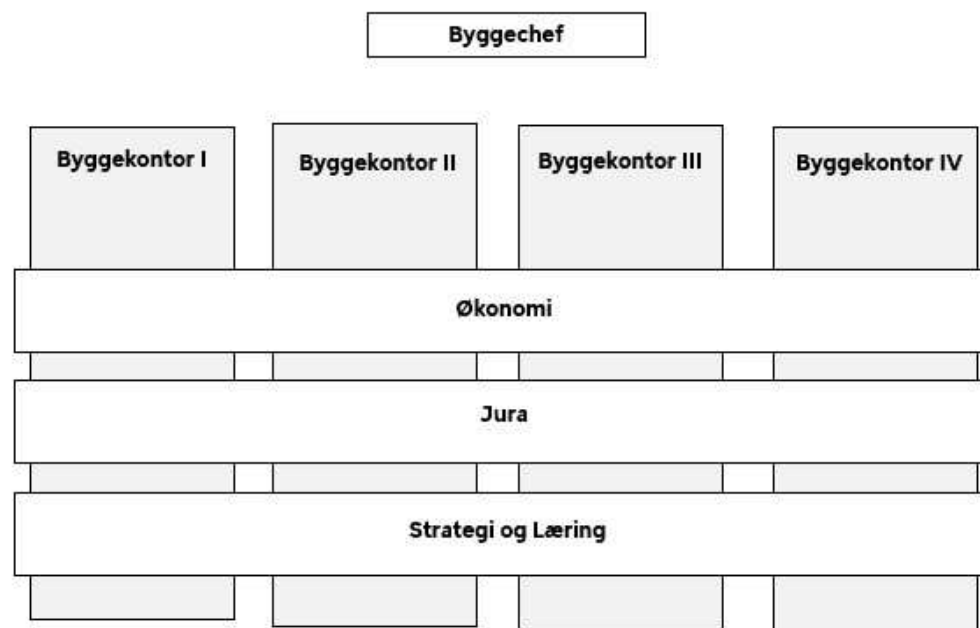 Byggechef
Byggekontor I
Byggekontor II
Byggekontor III
Byggekontor IV
Økonomi
Jura
Strategi og Læring